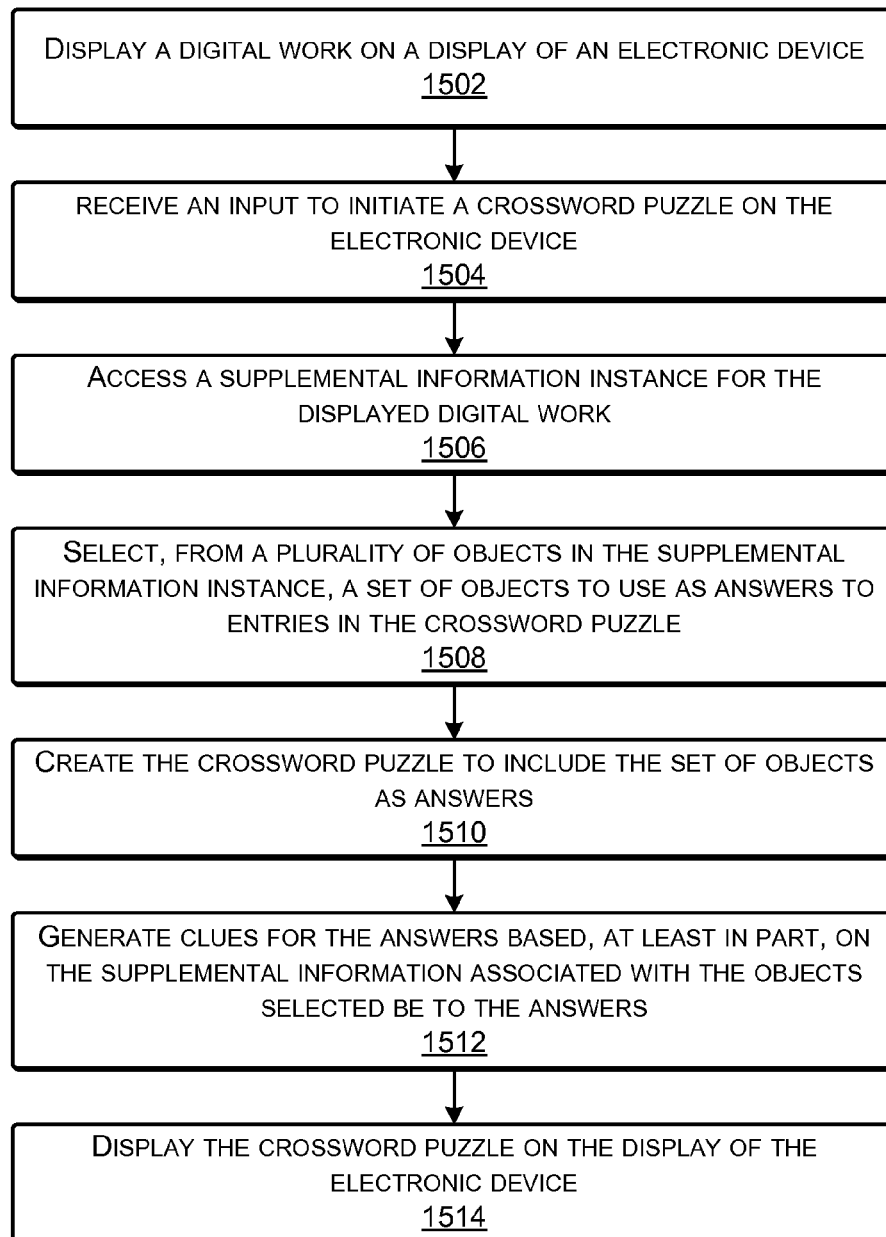 DISPLAY A DIGITAL WORK ON A DISPLAY OF AN ELECTRONIC DEVICE
1502
RECEIVE AN INPUT TO INITIATE A CROSSWORD PUZZLE ON THE
ELECTRONIC DEVICE
1504
ACCESS A SUPPLEMENTAL INFORMATION INSTANCE FOR THE
DISPLAYED DIGITAL WORK
1506
SELECT, FROM A PLURALITY OF OBJECTS IN THE SUPPLEMENTAL
INFORMATION INSTANCE, A SET OF OBJECTS TO USE AS ANSWERS TO
ENTRIES IN THE CROSSWORD PUZZLE
1508
CREATE THE CROSSWORD PUZZLE TO INCLUDE THE SET OF OBJECTS
AS ANSWERS
1510
GENERATE CLUES FOR THE ANSWERS BASED, AT LEAST IN PART, ON
THE SUPPLEMENTAL INFORMATION ASSOCIATED WITH THE OBJECTS
SELECTED BE TO THE ANSWERS
1512
DISPLAY THE CROSSWORD PUZZLE ON THE DISPLAY OF THE
ELECTRONIC DEVICE
1514